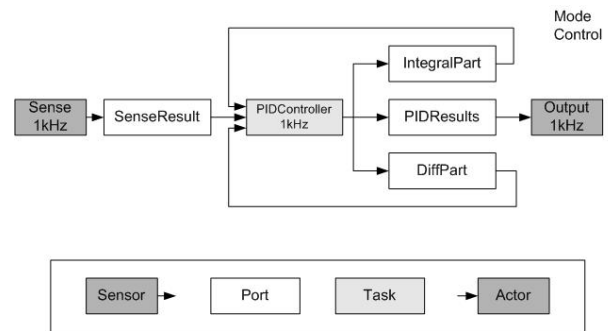 Mode
Control
IntegralPart
Sense
1kHz
SenseResult
PIDController
1kHz
PIDResults
Output
1kHz
DiffPart
Sensor
Port
Task
Actor